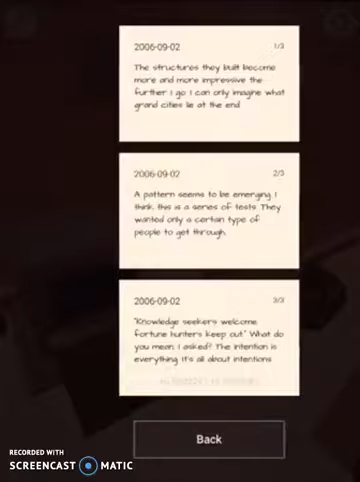 2006-09-02 1/3
The structures they built become
more and more impressive the
further I go I can only imagine what
grand cities lie at the end
2006-09-02 2/3
A pattern seems to be emerging. I
think, this is a series of tests. They
wanted only a certain type of
people to get through.
2006-09-02 3/3
"Knowledge seekers welcome,
fortune hunters keep out." What do
you mean I asked? The intention is
everything. It's all about intentions
Back
RECORDED WITH
SCREENCAST MATIC